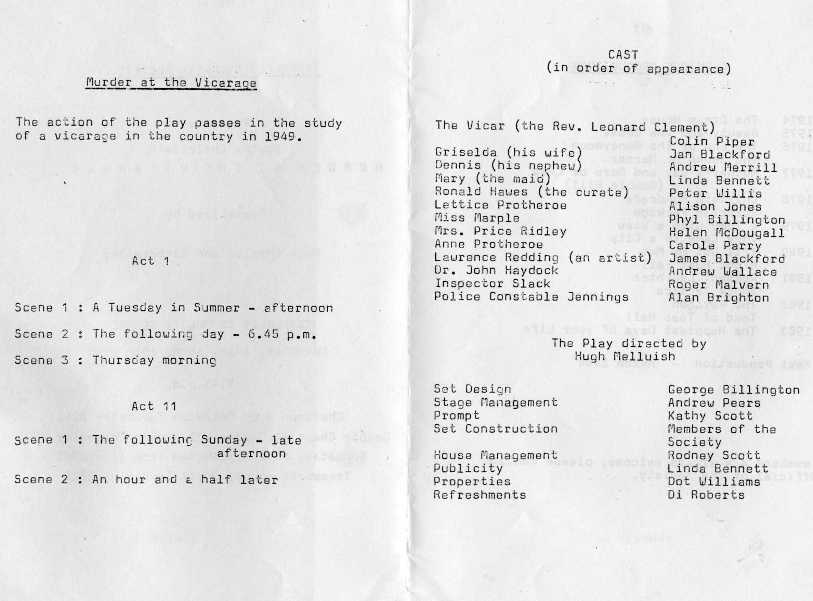 Murder at the Vicarage
The action of the play passes in the study
of a vicarage in the country in 1949.
Act 1
Scene 1 : A Tuesday in Summer - afternoon
Scene 2 : The following day - 6.45 p.m.
Scene 3 : Thursday morning
Act 11
Scene 1 : The following Sunday - late
afternoon
Scene 2 : An hour and a half later
CAST
(in order of appearance)
The Vicar (the Rev. Leonard Clement)
Colin Piper
Griselda (his wife) Jan Blackford
Dennis (his nephew) Andrew Merrill
Mary (the maid) Linda Bennett
Ronald Hawes (the curate) Peter Willis
Lettice Protheroe Alison Jones
Miss Marple Phyl Billington
Mrs. Price Ridley Helen McDougall
Anne Protheroe Carole Parry
Laurence Redding (an artist) James Blackford
Dr. John Haydock Andrew Wallace
Inspector Slack Roger Malvern
Police Constable Jennings Alan Brighton
The Play directed by
Hugh Melluish
Set Design George Billington
Stage Management Andrew Peers
Prompt Kathy Scott
Set Construction Members of the
Society
House Management Rodney Scott
Publicity Linda Bennett
Properties Dot Williams
Refreshments Di Roberts